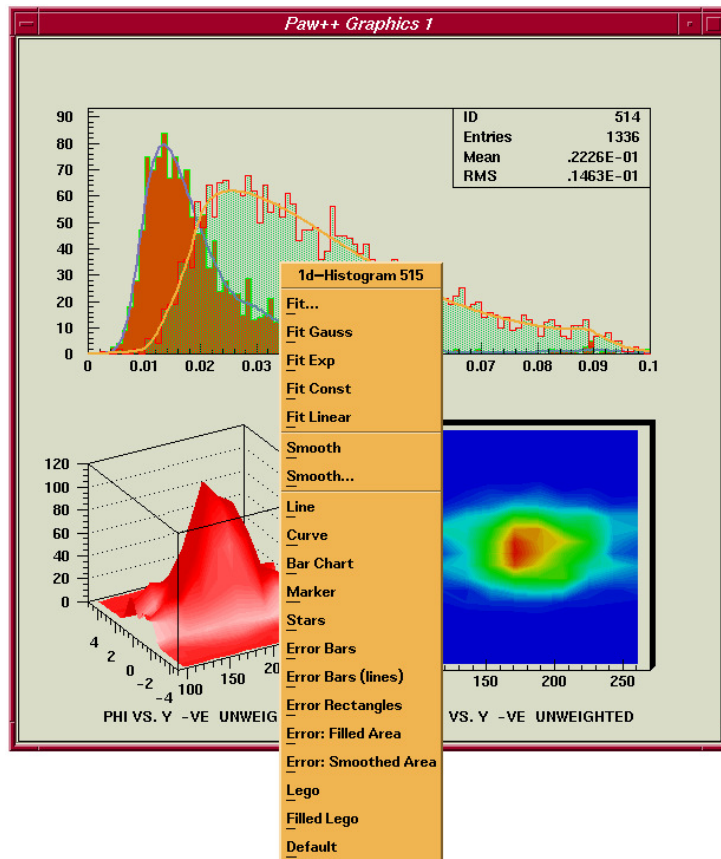 Paw++ Graphics 1
90
80
70
60
50
40
30
20
10
0
ID 514
Entries 1336
Mean .2226E-01
RMS .1463E-01
0 0.01 0.02 0.03 0.07 0.08 0.09 0.1
1d-Histogram 515
Fit...
Fit Gauss
Fit Exp
Fit Const
Fit Linear
Smooth
Smooth...
Line
Curve
Bar Chart
Marker
Stars
Error Bars
Error Bars (lines)
Error Rectangles
Error: Filled Area
Error: Smoothed Area
Lego
Filled Lego
Default
120
100
80
60
40
20
0
4 2 0 -2 -4
100 150 20
PHI VS. Y -VE UNWEIG
150 200 250
VS. Y -VE UNWEIGHTED